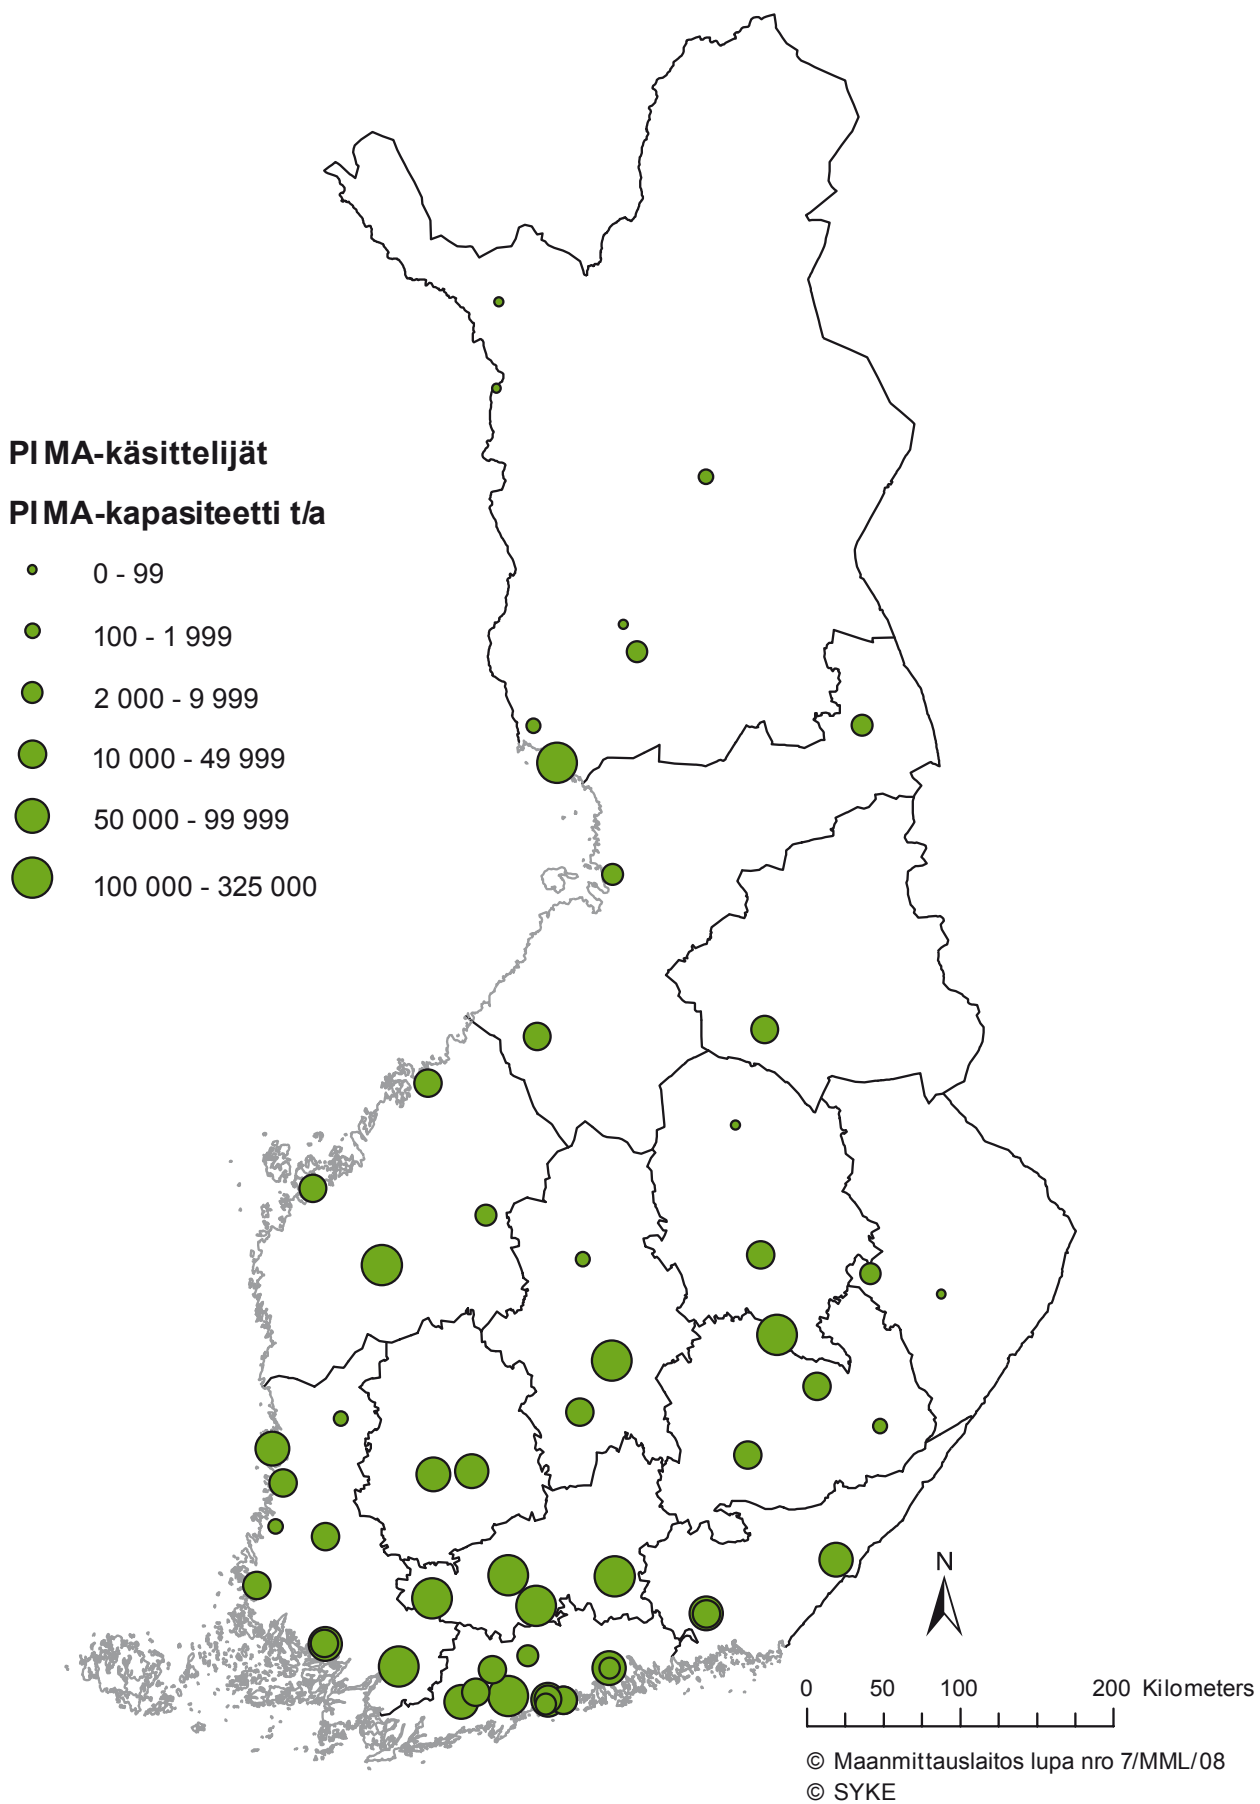 PIMA-käsittelijät
PIMA-kapasiteetti t/a
0 - 99
100 - 1 999
2 000 - 9 999
10 000 - 49 999
50 000 - 99 999
100 000 - 325 000
N
0 50 100 200 Kilometers
© Maanmittauslaitos lupa nro 7/MML/08
© SYKE